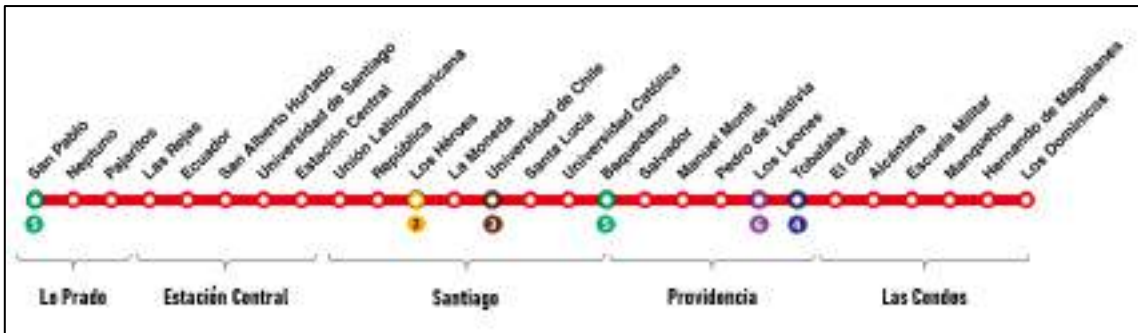 San Pablo
Neptuno
Pajaritos
Las Rejas
Ecuador
San Alberto Hurtado
Universidad de Santiago
Estación Central
Unión Latinoamericana
República
Los Héroes
La Moneda
Universidad de Chile
Santa Lucía
Universidad Católica
Baquedano
Salvador
Manuel Montt
Pedro de Valdivia
Los Leones
Tobalaba
El Golf
Alcántara
Escuela Militar
Manquehue
Hernando de Magallanes
Los Dominicos
5 2 3 5 6 4
Lo Prado Estación Central Santiago Providencia Las Condes